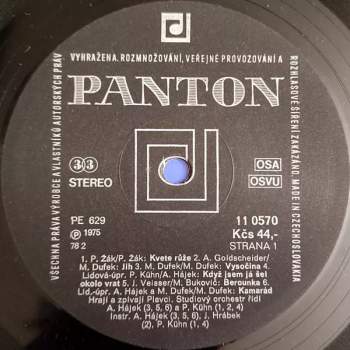 VŠECHNA PRÁVA VÝROBCE A VLASTNÍKŮ AUTORSKÝCH PRÁV VYHRAŽENA. ROZMNOŽOVÁNÍ, VEŘEJNÉ PROVOZOVÁNÍ A ROZHLASOVÉ ŠÍŘENÍ ZAKÁZÁNO. MADE IN CZECHOSLOVAKIA
PANTON
33
STEREO
OSA
OSVU
PE 629
11 0570
Ⓟ 1975
Kčs 44,-
78 2
STRANA 1
1. P. Žák/P. Žák: Kvete růže 2. A. Goldscheider/
M. Dufek: Jih 3. M. Dufek/M. Dufek: Vysočina 4.
Lidová-upr. P. Kühn/A. Hájek: Když jsem já šel
okolo vrat 5. J. Veisser/M. Bukovič: Berounka 6.
Lid.-úpr. A. Hájek a M. Dufek/M. Dufek: Kamarád
Hrají a zpívají Plavci. Studiový orchestr řídí
A. Hájek (3, 5, 6) a P. Kühn (1, 2, 4)
Instr. A. Hájek (3, 5, 6), J. Hrábek
(2), P. Kühn (1, 4)